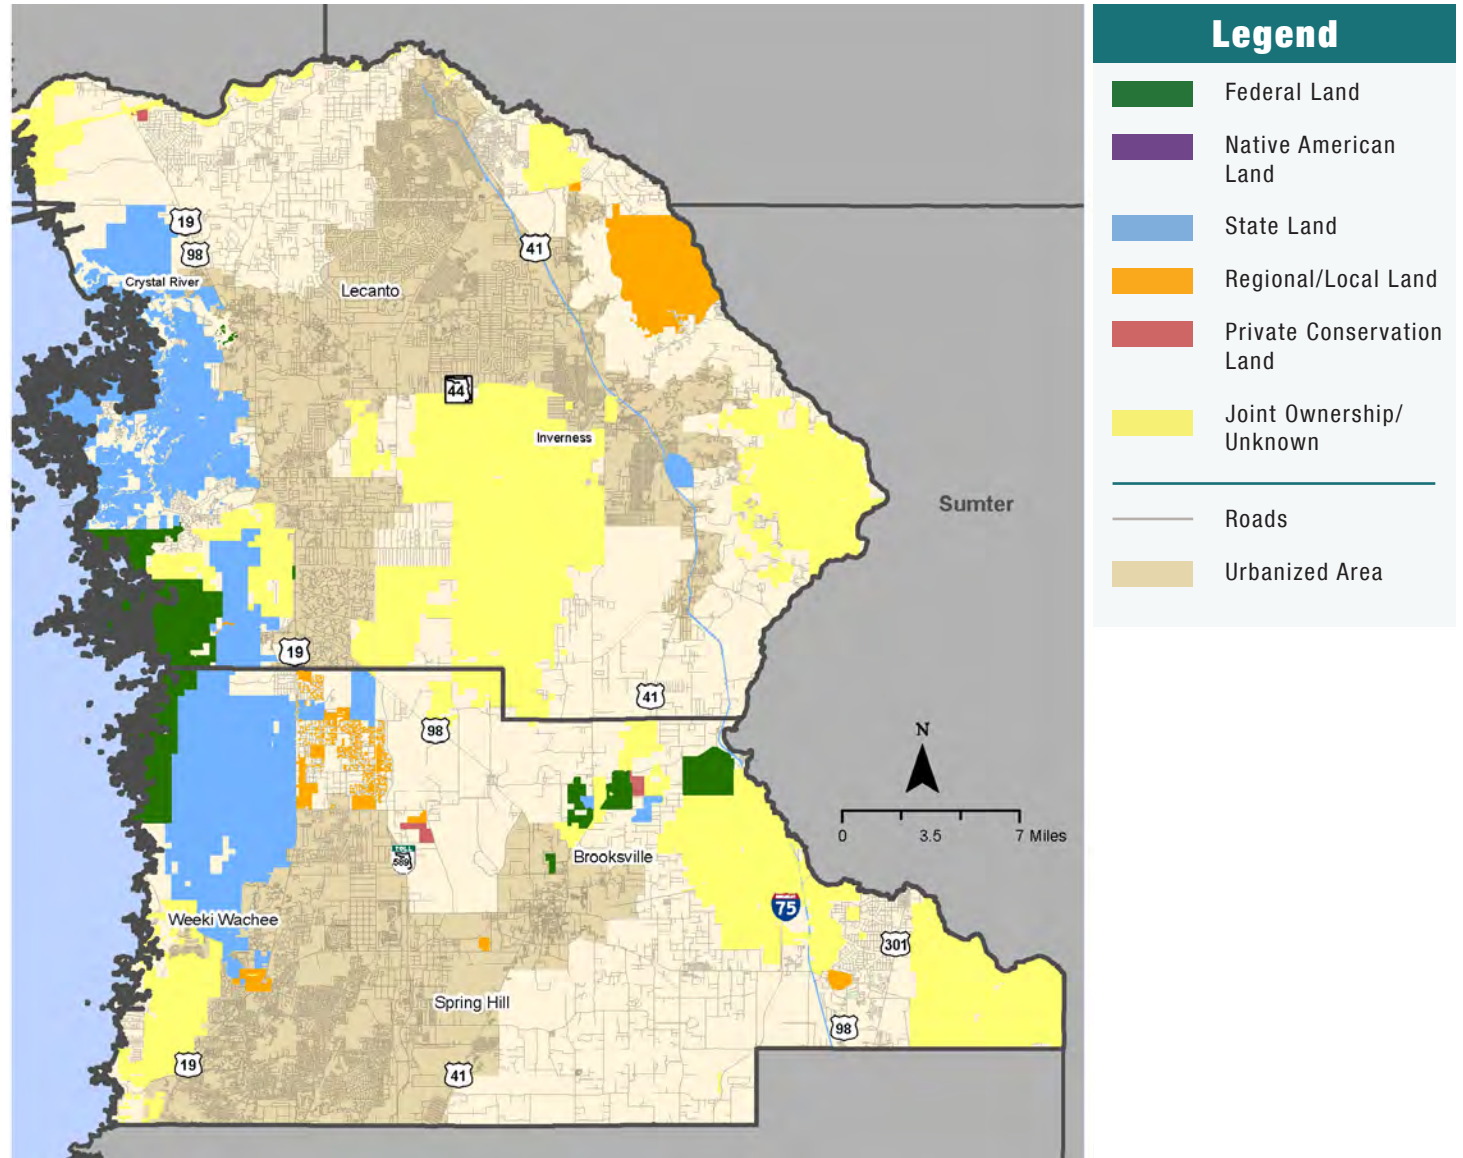 Legend
Federal Land
Native American
Land
State Land
Regional/Local Land
Private Conservation
Land
Joint Ownership/
Unknown
Roads
Urbanized Area
19
98
41
Crystal River
Lecanto
44
Inverness
Sumter
19
41
98
N
0
3.5
7 Miles
TOLL
589
Brooksville
75
Weeki Wachee
301
Spring Hill
98
19
41